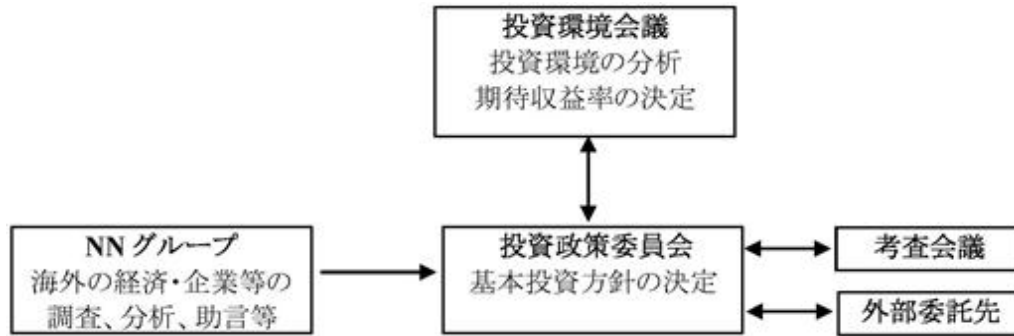 投資環境会議
投資環境の分析
期待収益率の決定
NN グループ
海外の経済・企業等の
調査、分析、助言等
投資政策委員会
基本投資方針の決定
考査会議
外部委託先